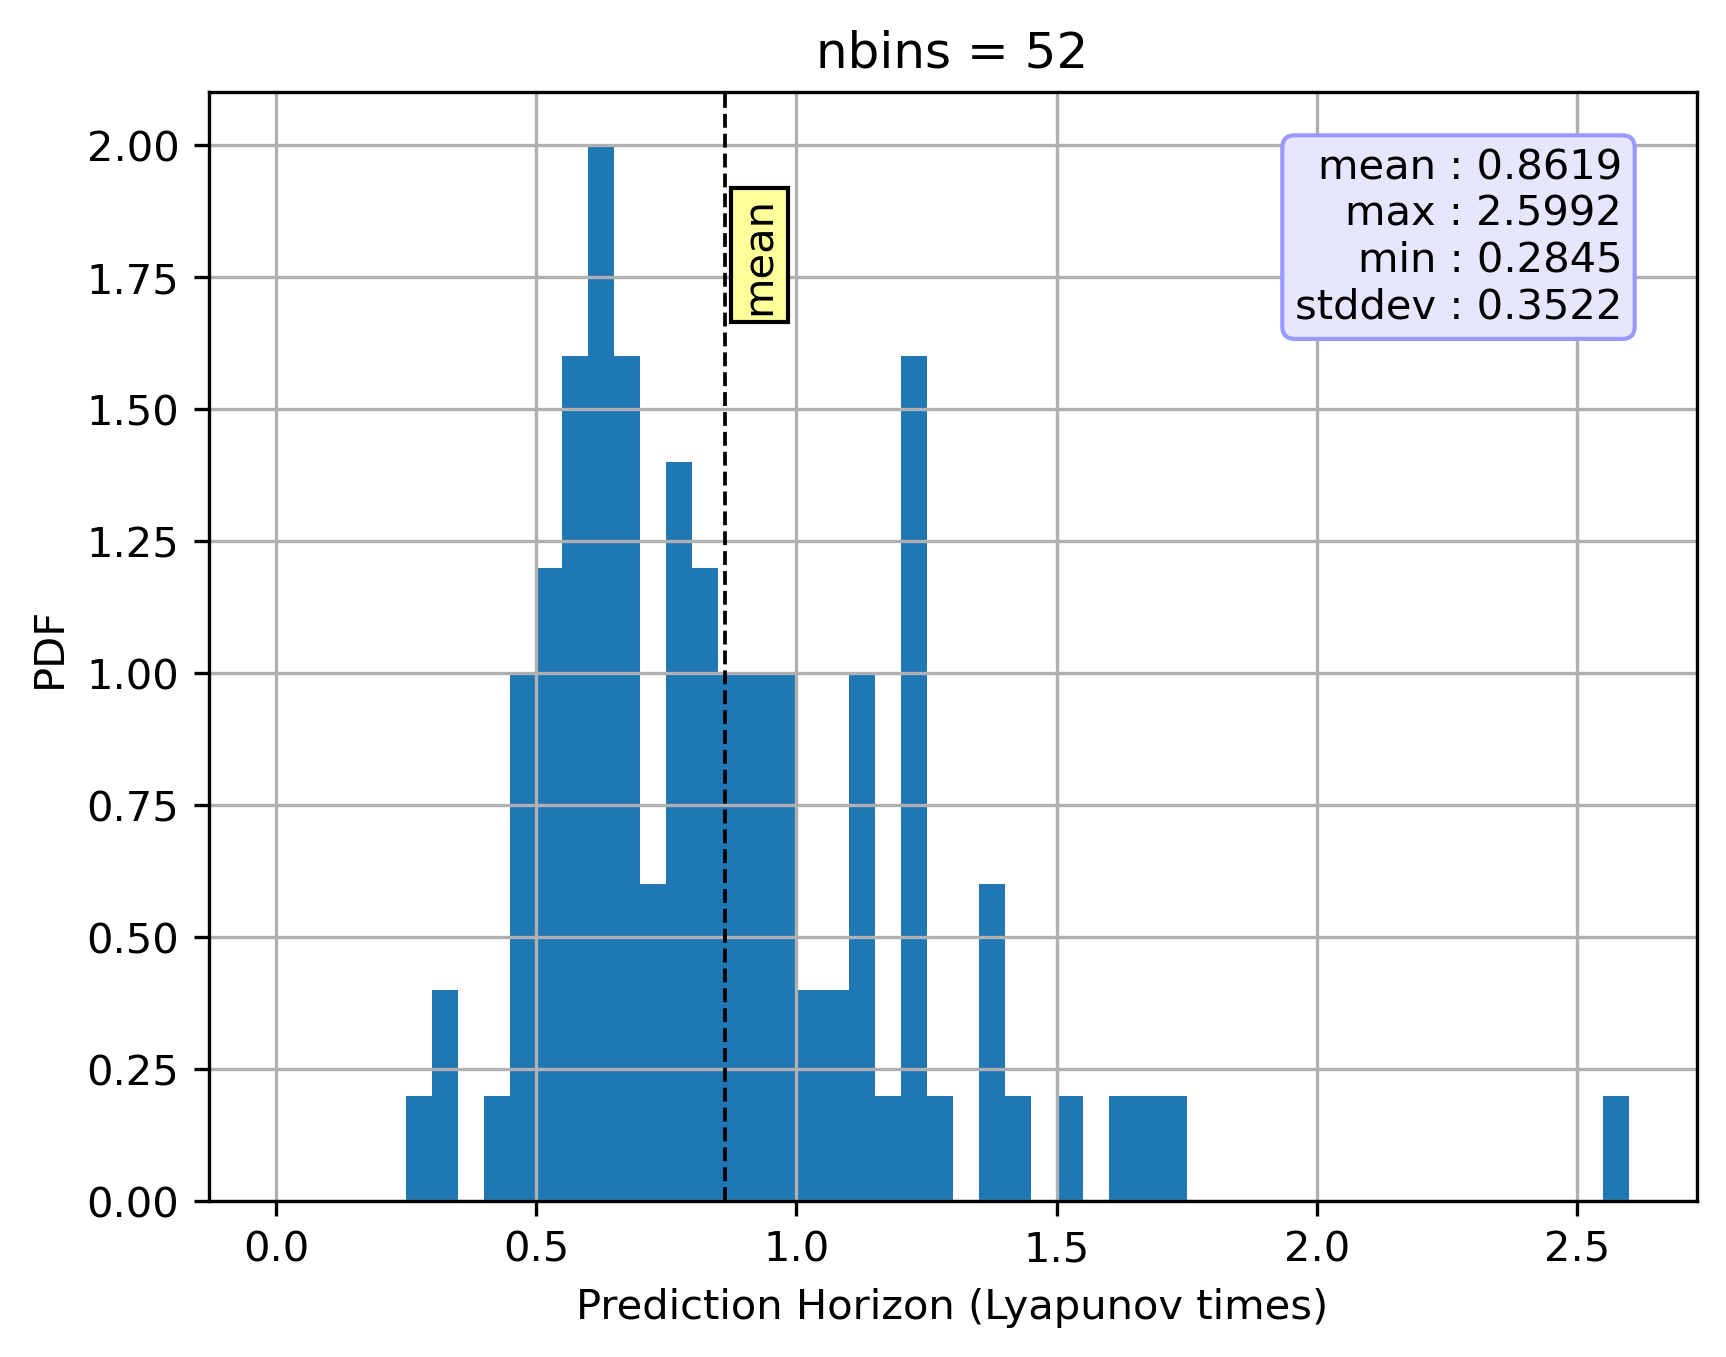 nbins = 52
mean : 0.8619
max : 2.5992
min : 0.2845
stddev : 0.3522
mean
PDF
2.00
1.75
1.50
1.25
1.00
0.75
0.50
0.25
0.00
0.0 0.5 1.0 1.5 2.0 2.5
Prediction Horizon (Lyapunov times)